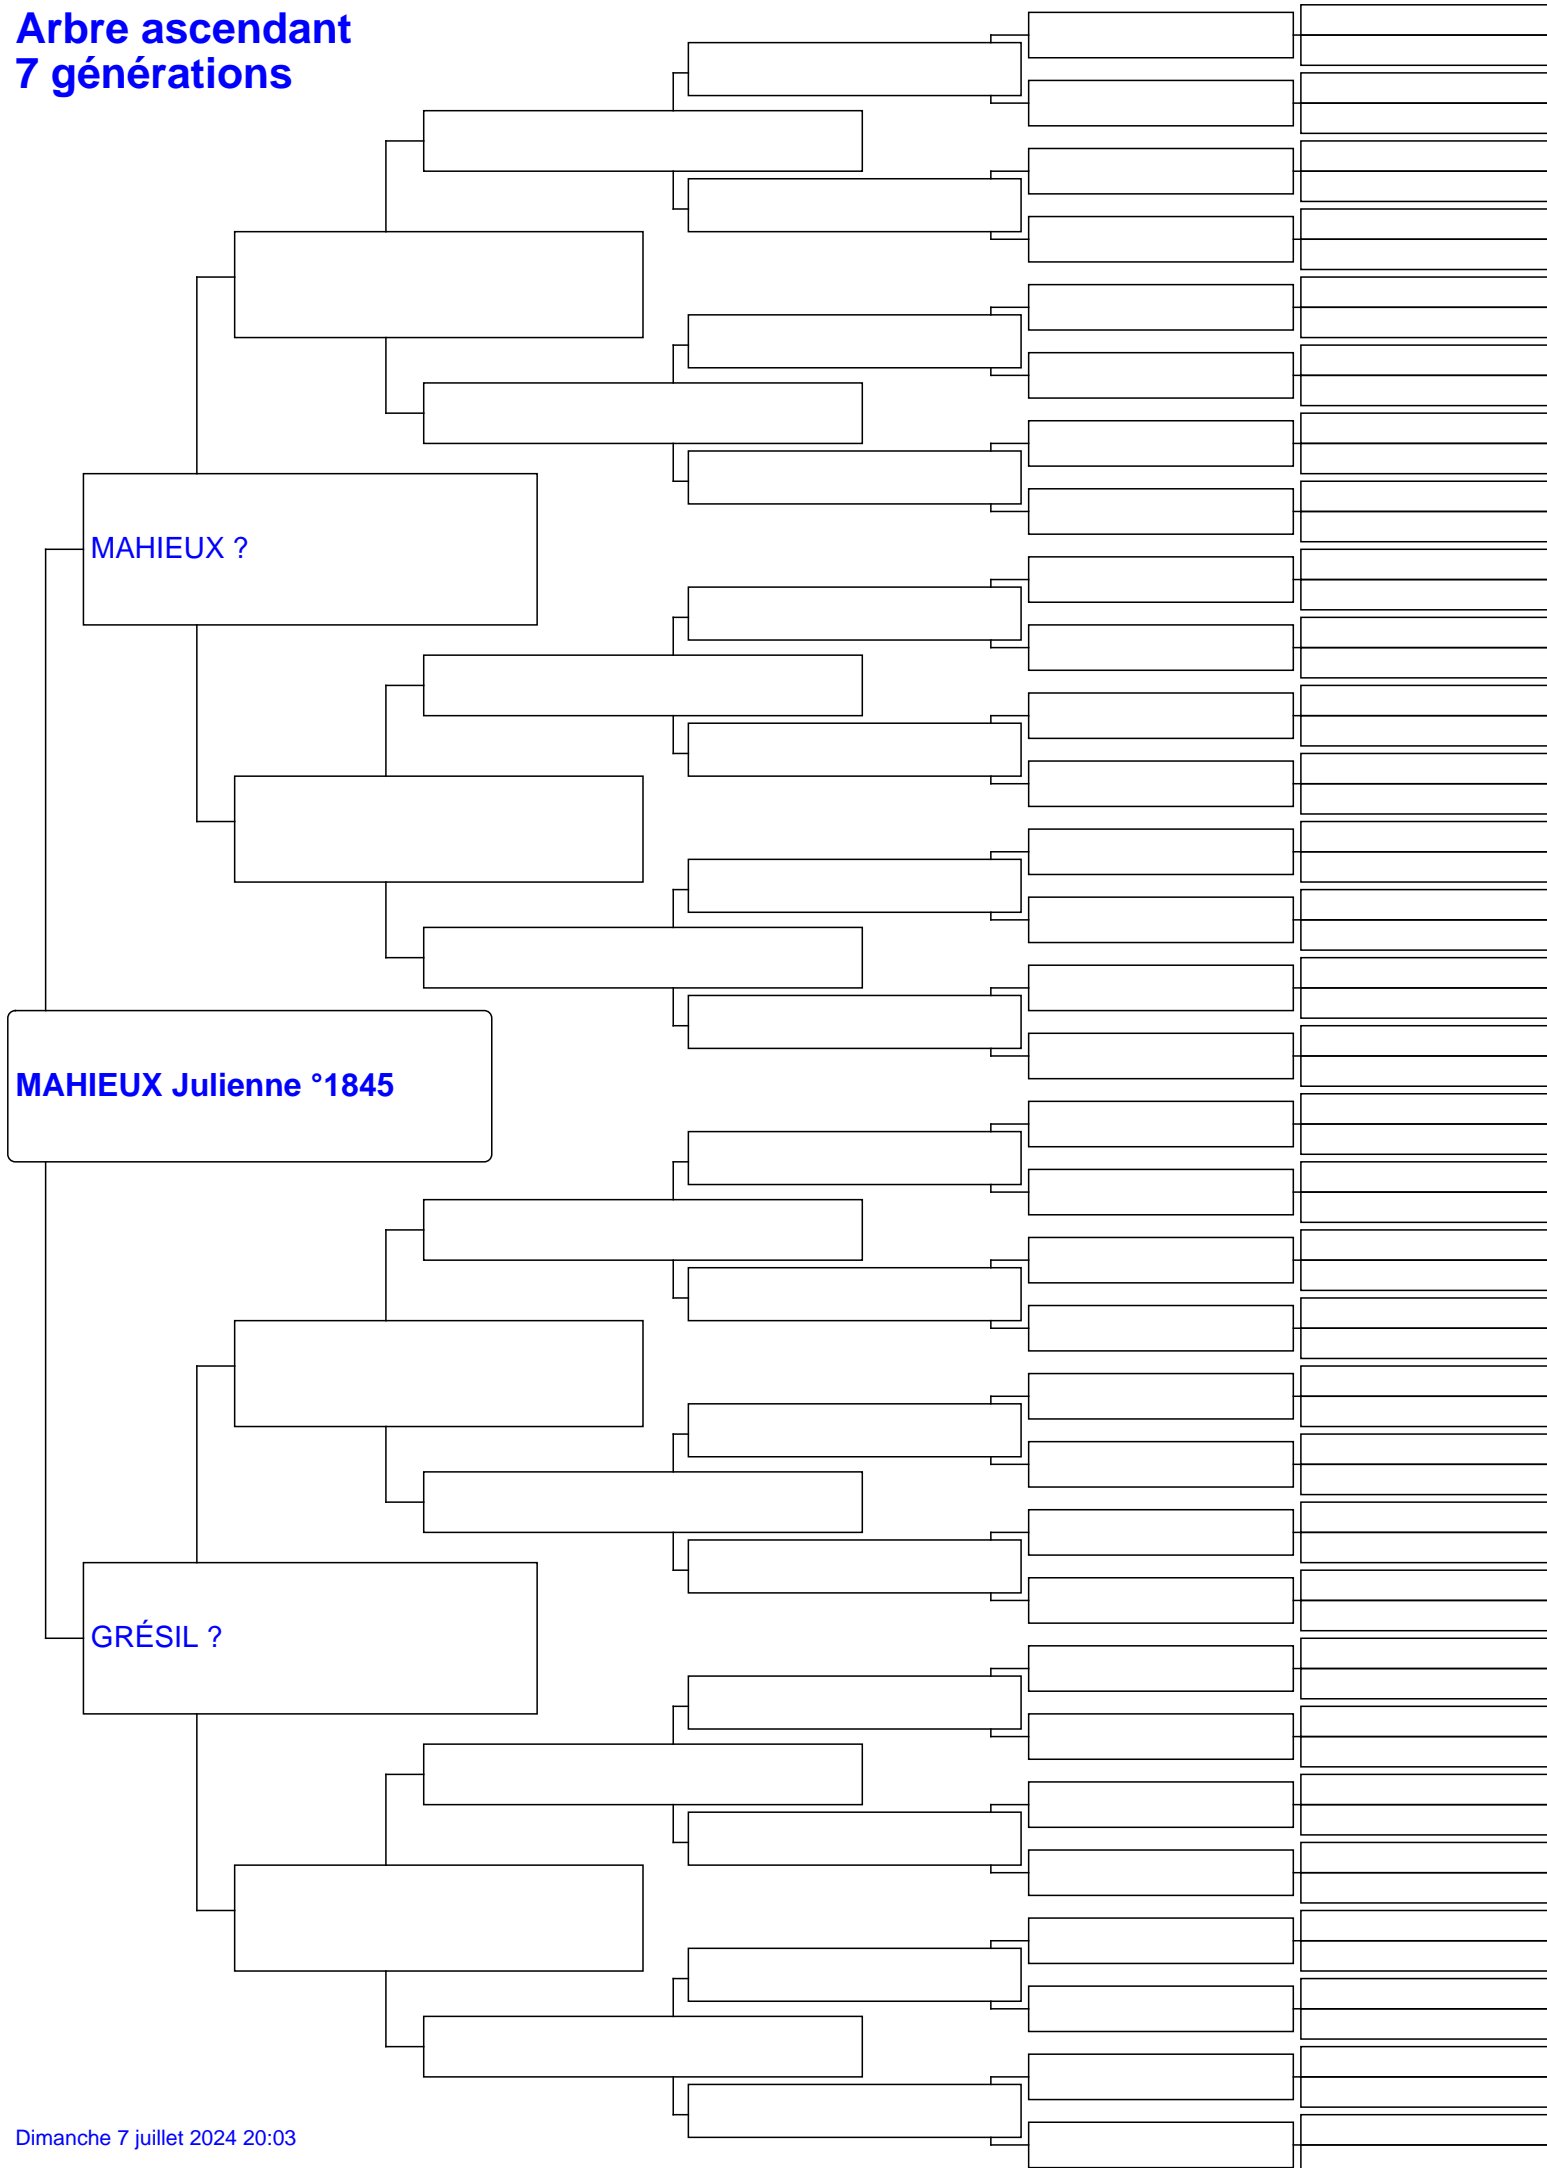 Arbre ascendant
7 générations
MAHIEUX ?
MAHIEUX Julienne °1845
GRÉSIL ?
Dimanche 7 juillet 2024 20:03